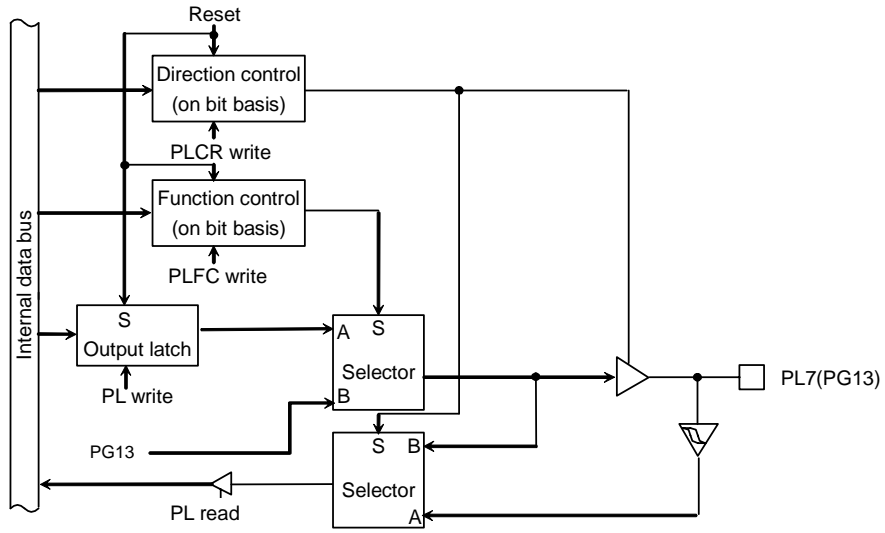 Reset
Direction control
(on bit basis)
PLCR write
Function control
(on bit basis)
PLFC write
Internal data bus
S
Output latch
PL write
A
S
Selector
B
PL7(PG13)
PG13
S
B
Selector
A
PL read